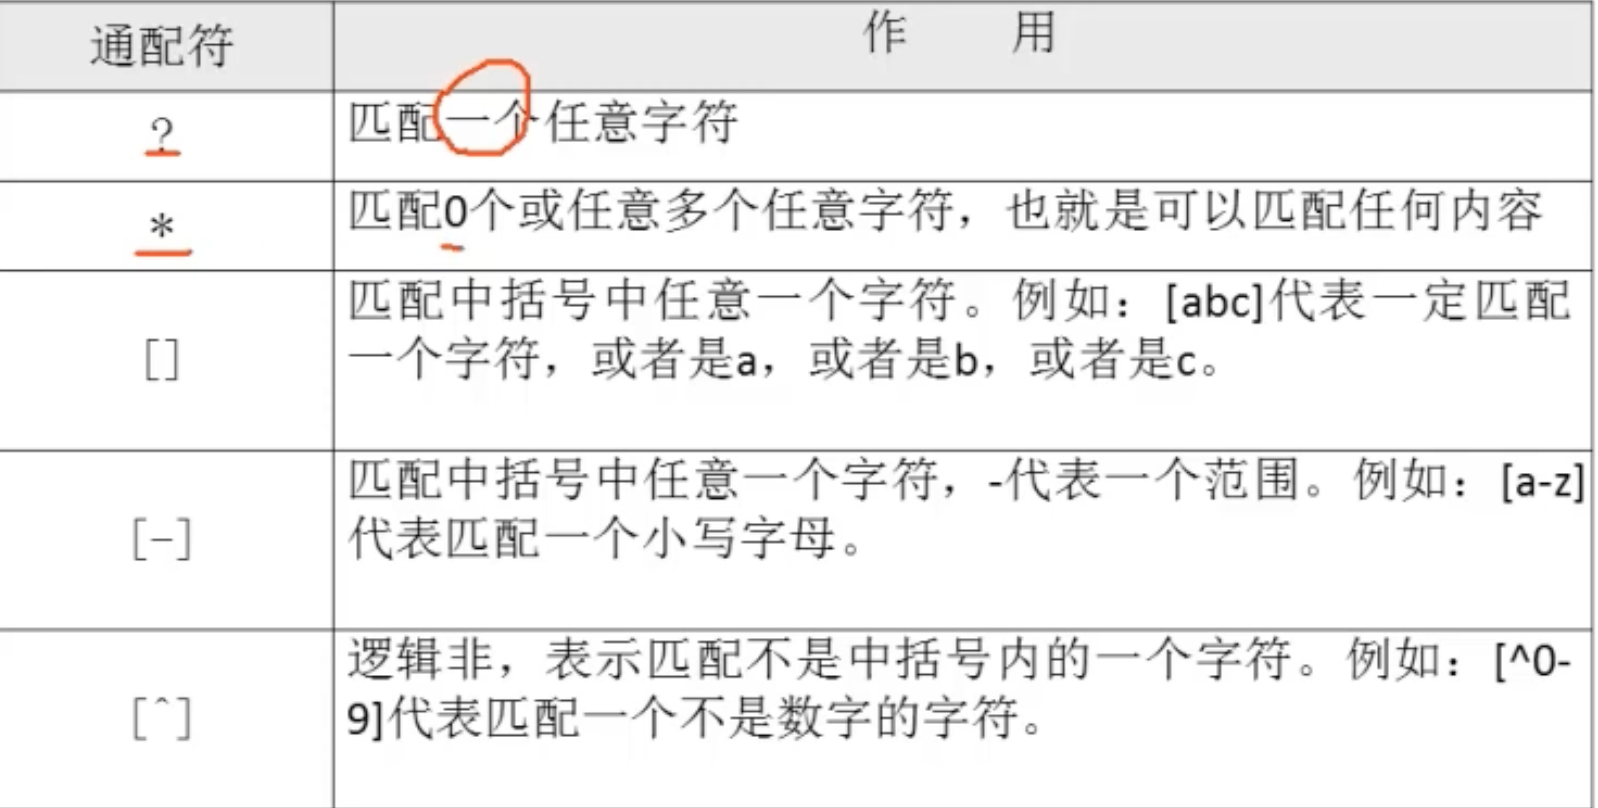 通配符
作 用
?
匹配一个任意字符
*
匹配0个或任意多个任意字符，也就是可以匹配任何内容
[]
匹配中括号中任意一个字符。例如：[abc]代表一定匹配
一个字符，或者是a，或者是b，或者是c。
[-]
匹配中括号中任意一个字符，-代表一个范围。例如：[a-z]
代表匹配一个小写字母。
[^]
逻辑非，表示匹配不是中括号内的一个字符。例如：[^0-
9]代表匹配一个不是数字的字符。